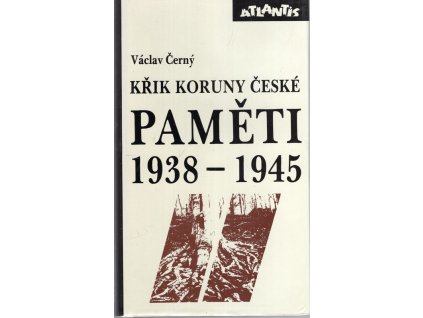 ATLANTIS
Václav Černý
KŘIK KORUNY ČESKÉ
PAMĚTI
1938 – 1945